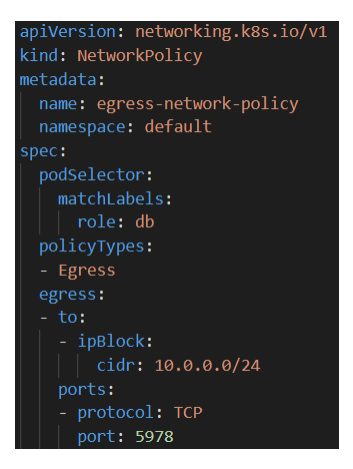 apiVersion: networking.k8s.io/v1
kind: NetworkPolicy
metadata:
  name: egress-network-policy
  namespace: default
spec:
  podSelector:
    matchLabels:
      role: db
  policyTypes:
  - Egress
  egress:
  - to:
    - ipBlock:
        cidr: 10.0.0.0/24
    ports:
    - protocol: TCP
      port: 5978